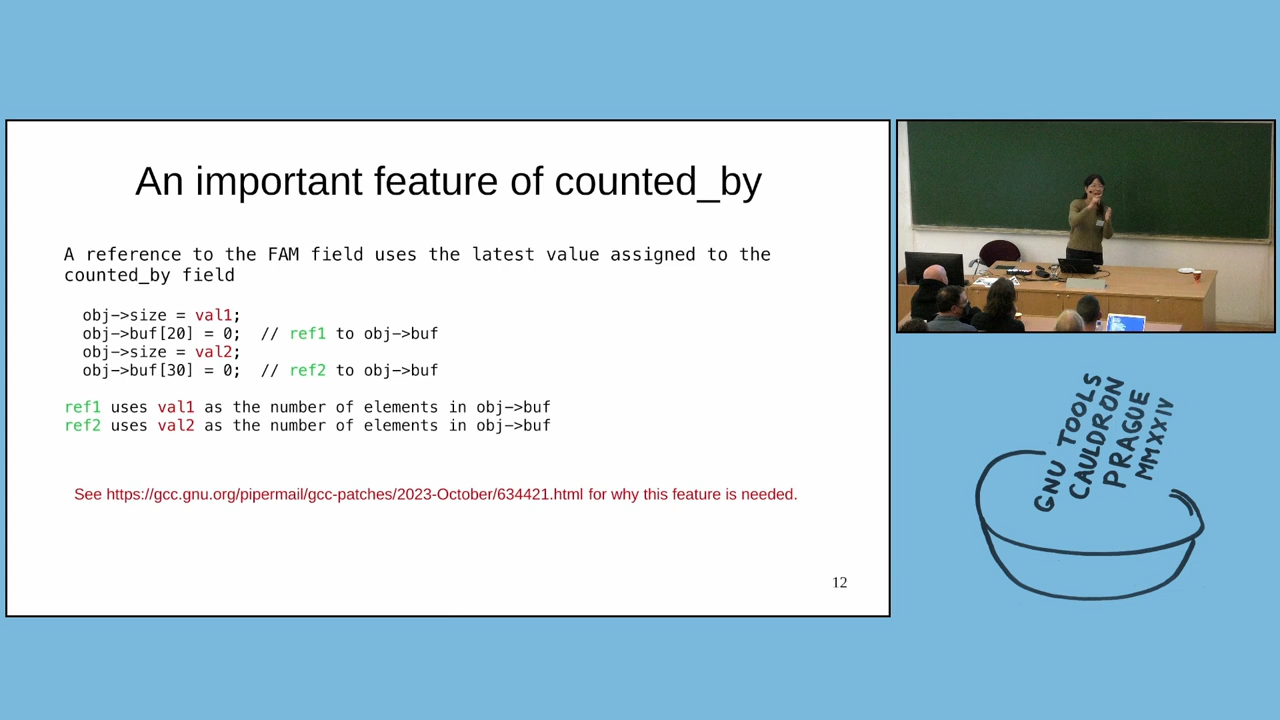 An important feature of counted_by
A reference to the FAM field uses the latest value assigned to the
counted_by field
obj->size = val1;
obj->buf[20] = 0;  // ref1 to obj->buf
obj->size = val2;
obj->buf[30] = 0;  // ref2 to obj->buf
ref1 uses val1 as the number of elements in obj->buf
ref2 uses val2 as the number of elements in obj->buf
See https://gcc.gnu.org/pipermail/gcc-patches/2023-October/634421.html for why this feature is needed.
12
GNU TOOLS
CAULDRON
PRAGUE
MMXXIV